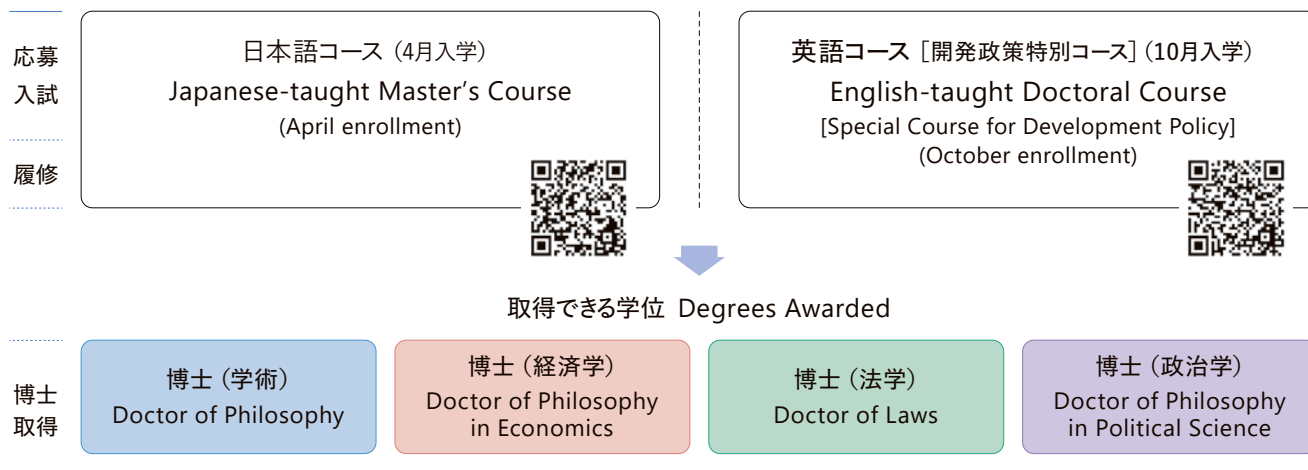 応募
入試
履修
日本語コース（4月入学）
Japanese-taught Master's Course
(April enrollment)
英語コース［開発政策特別コース］（10月入学）
English-taught Doctoral Course
[Special Course for Development Policy]
(October enrollment)
取得できる学位 Degrees Awarded
博士
取得
博士（学術）
Doctor of Philosophy
博士（経済学）
Doctor of Philosophy
in Economics
博士（法学）
Doctor of Laws
博士（政治学）
Doctor of Philosophy
in Political Science